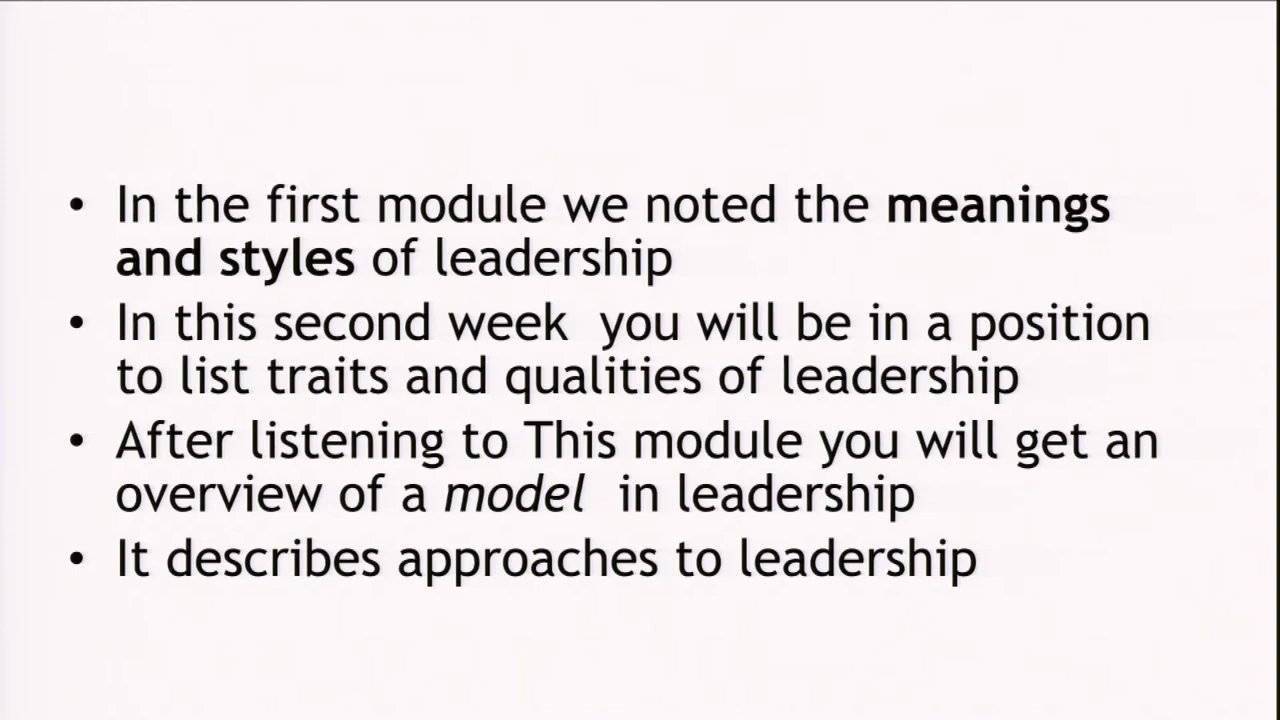 • In the first module we noted the meanings
and styles of leadership
• In this second week  you will be in a position
to list traits and qualities of leadership
• After listening to This module you will get an
overview of a model  in leadership
• It describes approaches to leadership